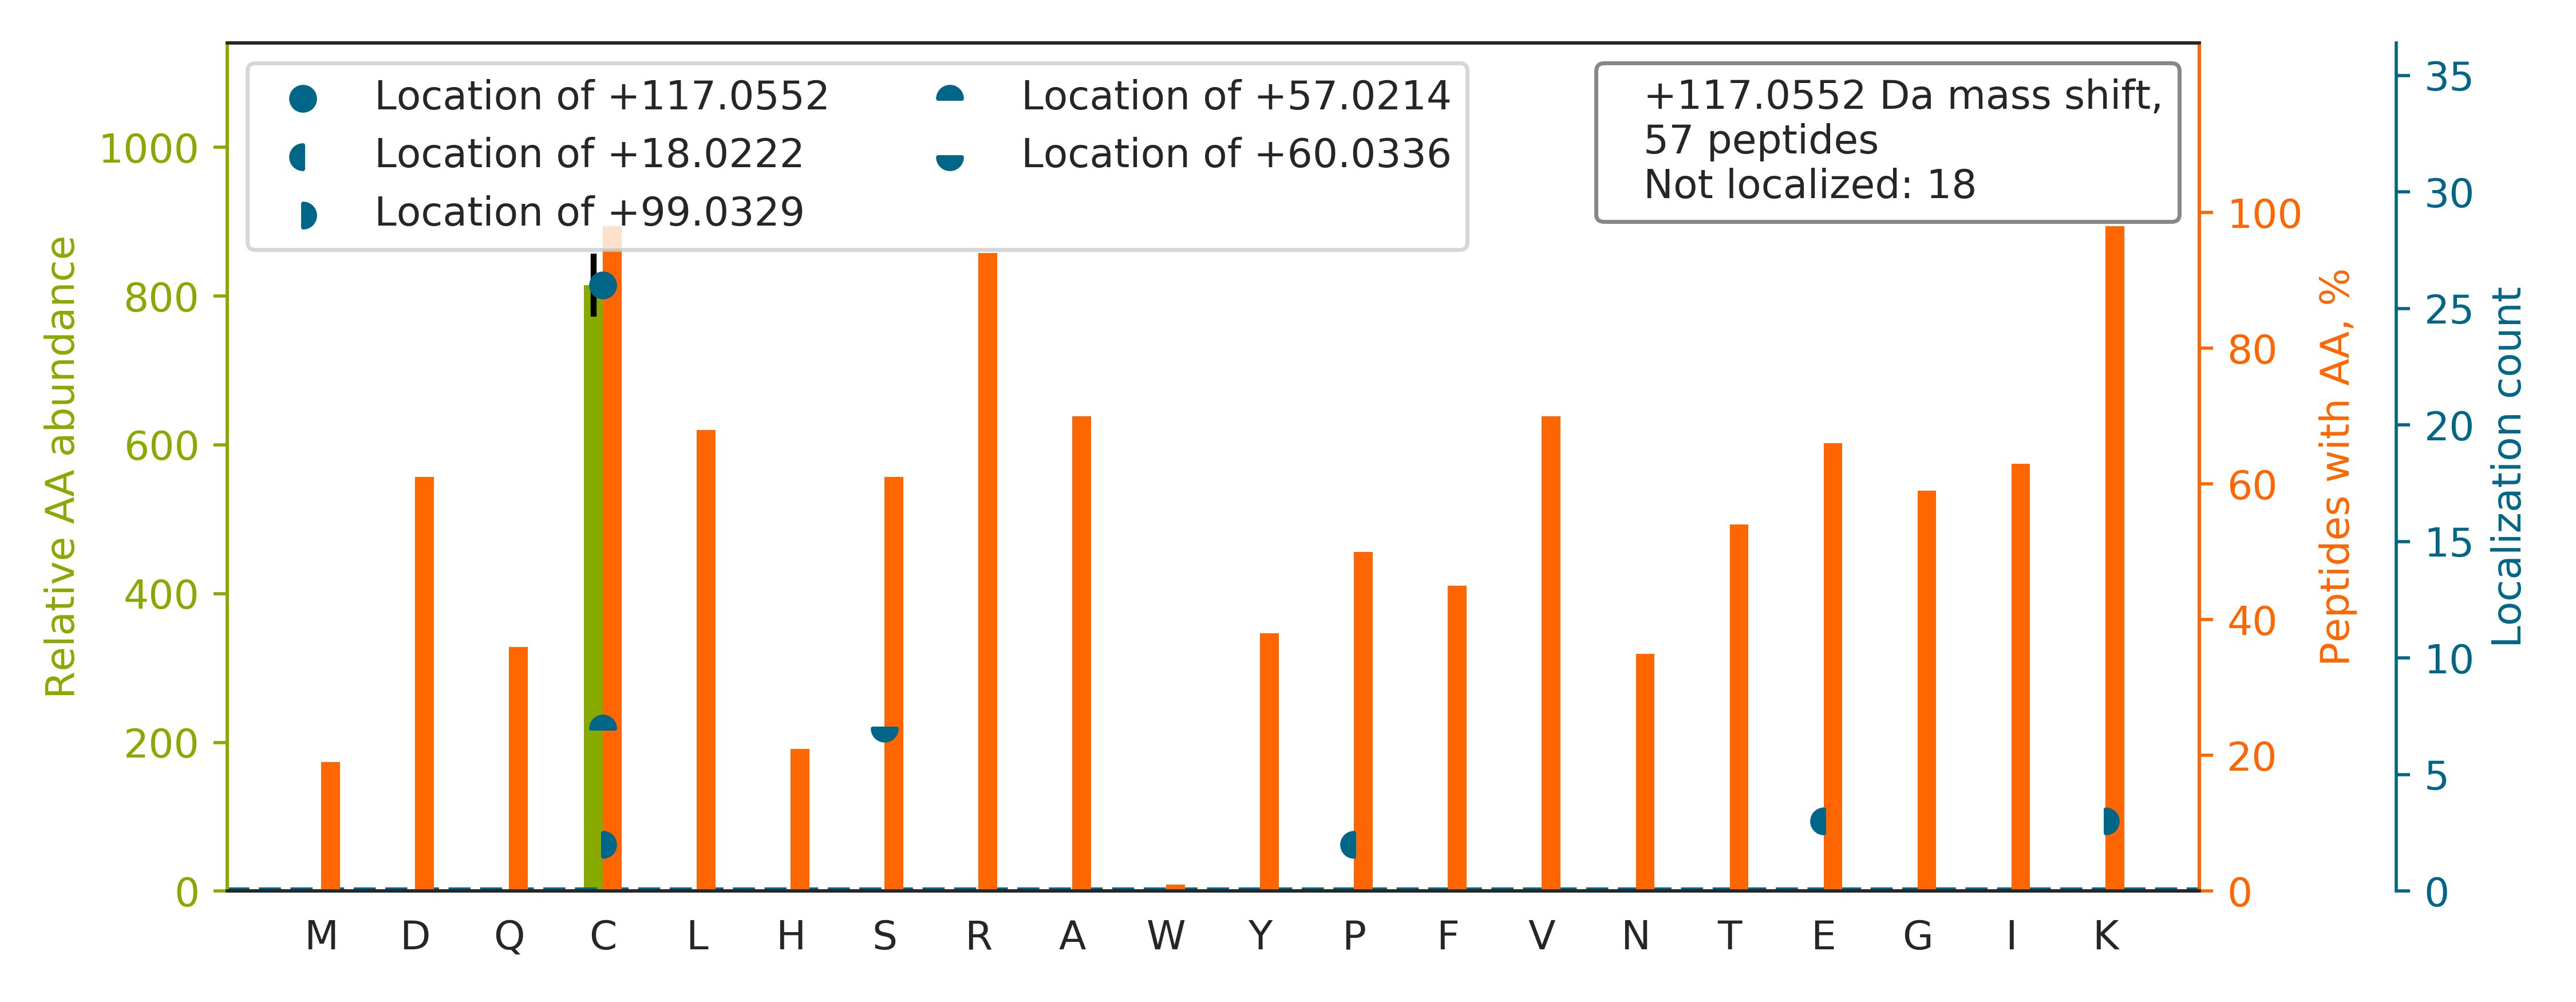 Location of +117.0552
Location of +18.0222
Location of +99.0329
Location of +57.0214
Location of +60.0336
+117.0552 Da mass shift,
57 peptides
Not localized: 18
Relative AA abundance
1000
800
600
400
200
0
M D Q C L H S R A W Y P F V N T E G I K
100
80
60
40
20
0
Peptides with AA, %
35
30
25
20
15
10
5
0
Localization count